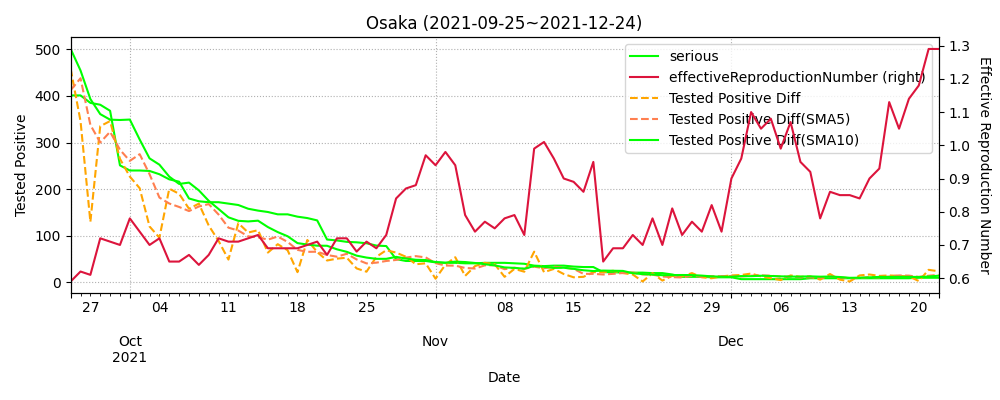 Osaka (2021-09-25~2021-12-24)
500
400
300
200
100
0
Tested Positive
1.3
1.2
1.1
1.0
0.9
0.8
0.7
0.6
Effective Reproduction Number
serious
effectiveReproductionNumber (right)
Tested Positive Diff
Tested Positive Diff(SMA5)
Tested Positive Diff(SMA10)
27 04 11 18 25 08 15 22 29 06 13 20
Oct Nov Dec
2021
Date